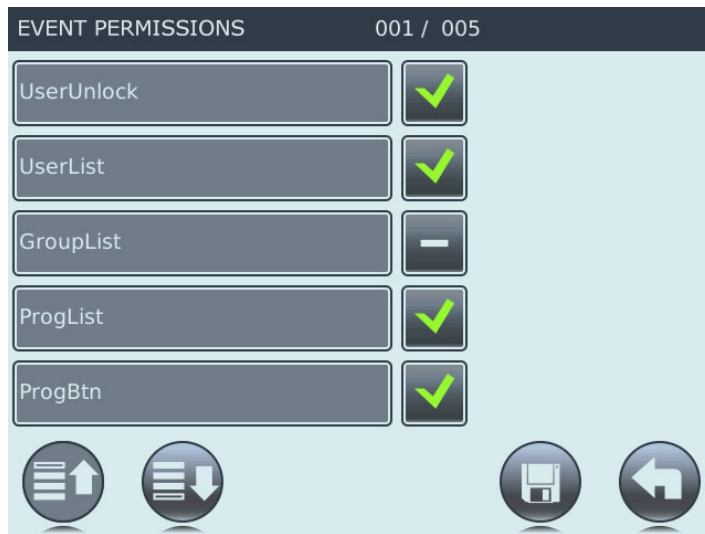 EVENT PERMISSIONS 001 / 005
UserUnlock
UserList
GroupList
ProgList
ProgBtn